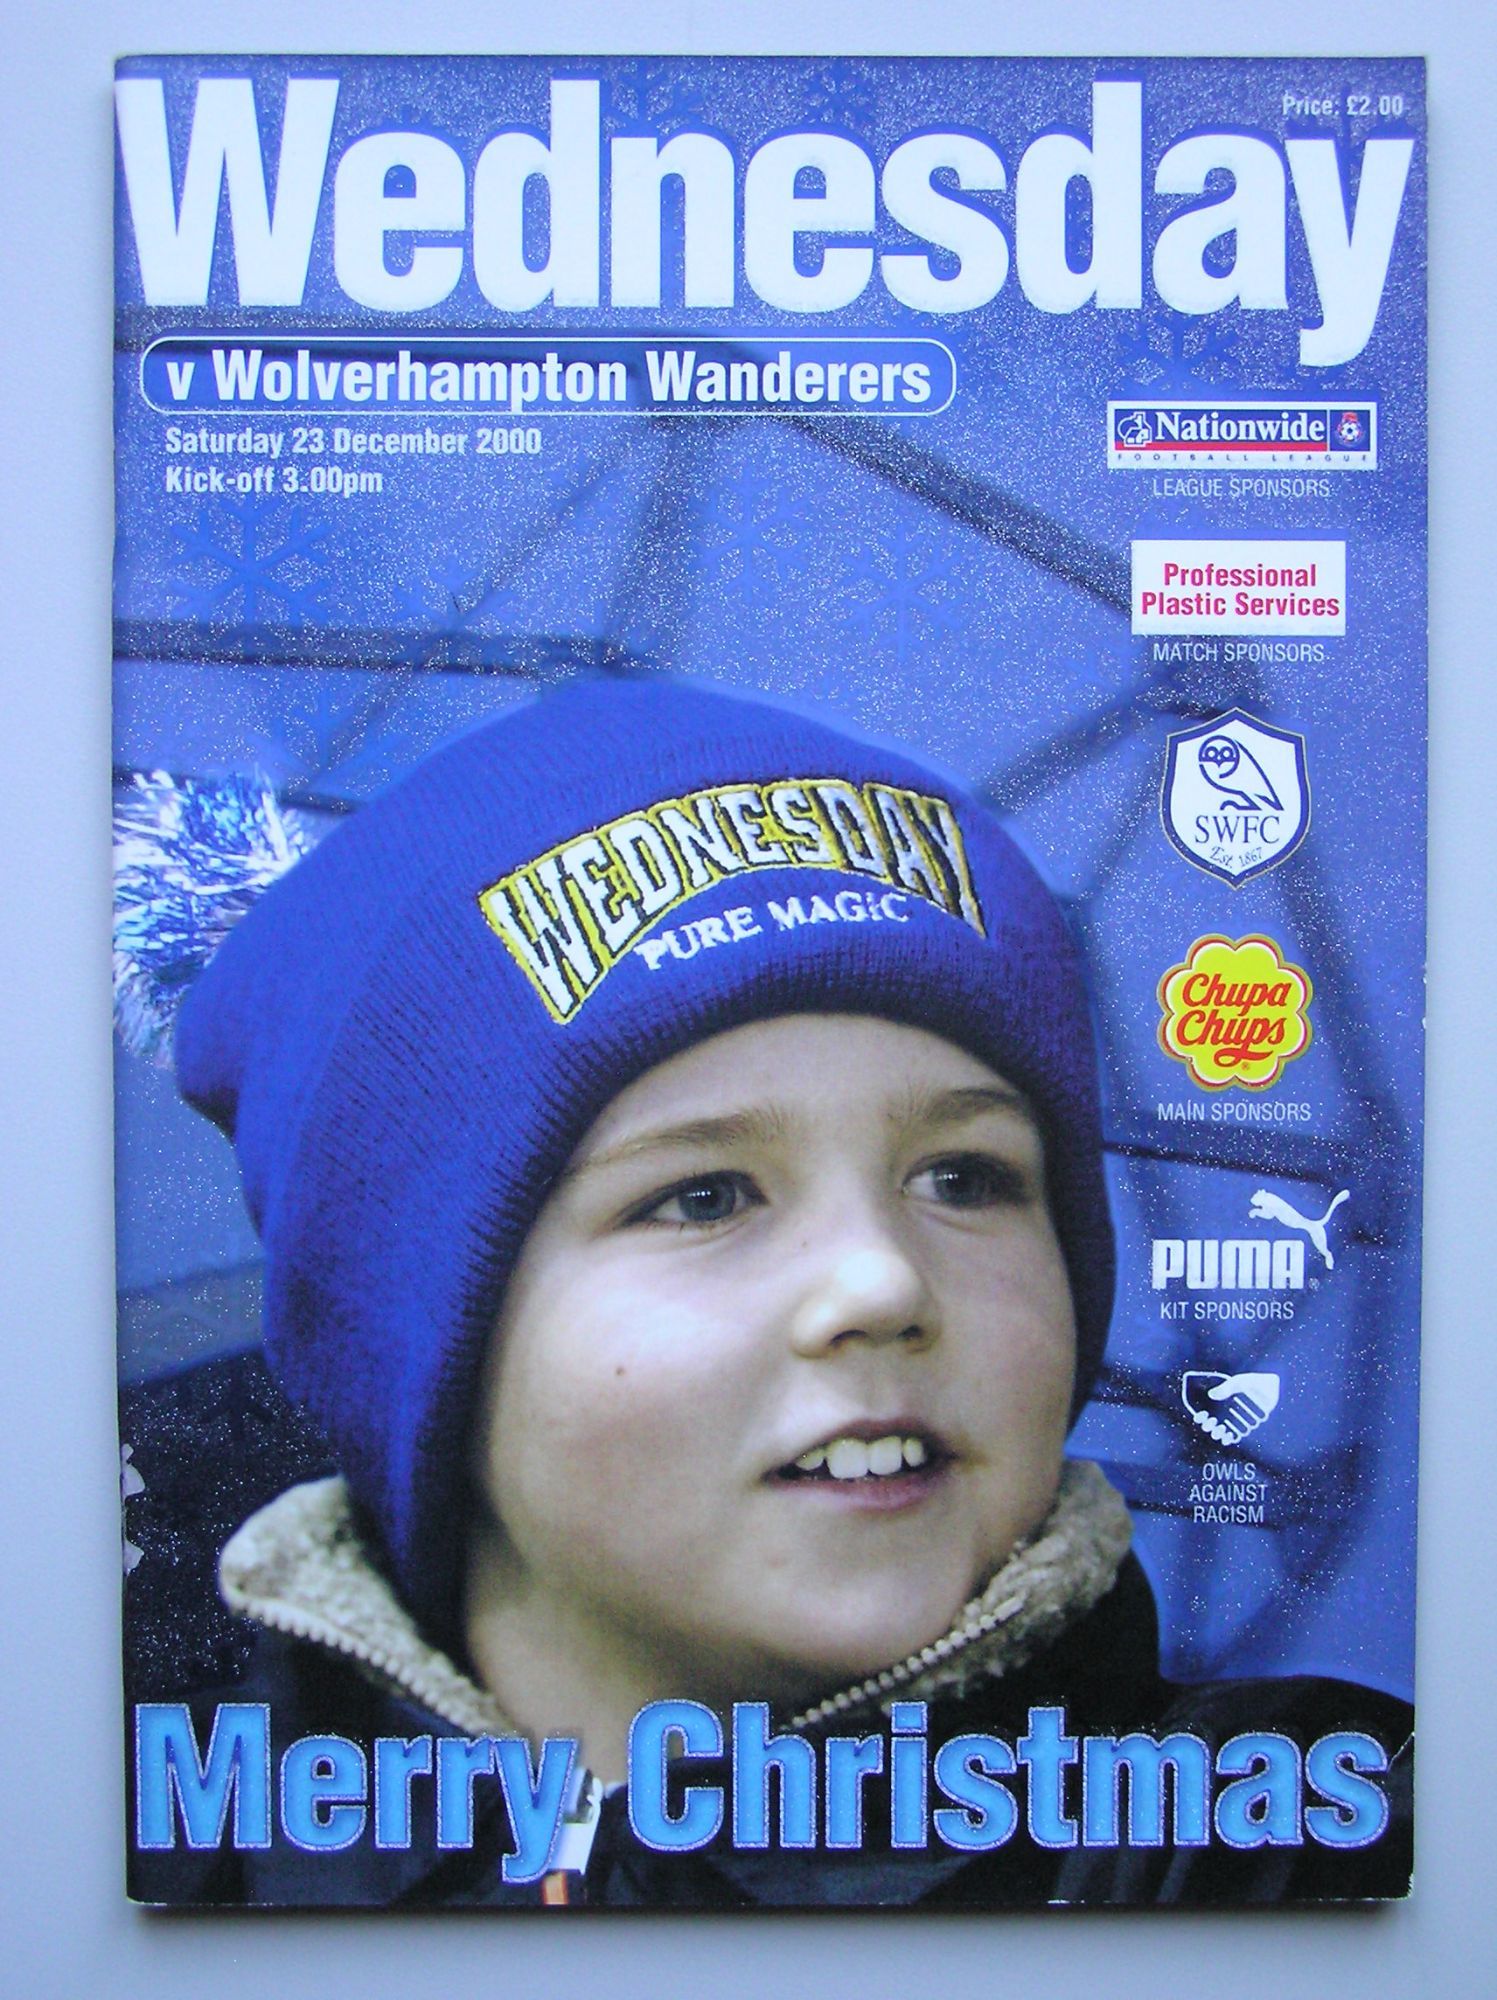 Price: £2.00
Wednesday
v Wolverhampton Wanderers
Saturday 23 December 2000
Kick-off 3.00pm
Nationwide
FOOTBALL LEAGUE
LEAGUE SPONSORS
Professional
Plastic Services
MATCH SPONSORS
SWFC
Est. 1867
WEDNESDAY
PURE MAGIC
Chupa
Chups
MAIN SPONSORS
PUMA
KIT SPONSORS
OWLS
AGAINST
RACISM
Merry Christmas